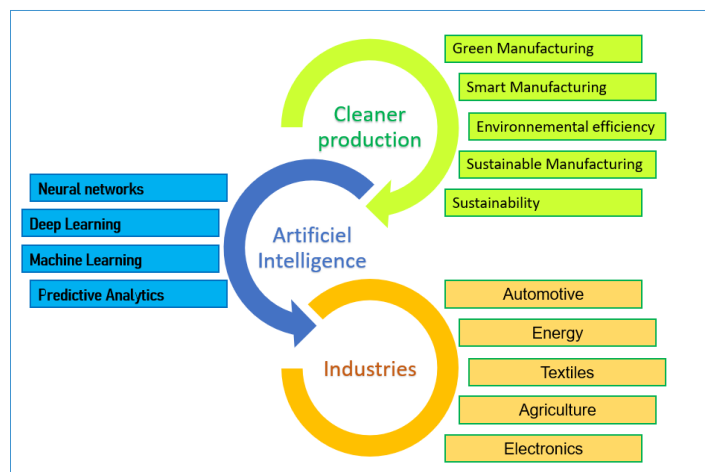 Green Manufacturing
Smart Manufacturing
Cleaner
production
Environnemental efficiency
Sustainable Manufacturing
Sustainability
Neural networks
Deep Learning
Machine Learning
Predictive Analytics
Artificiel
Intelligence
Industries
Automotive
Energy
Textiles
Agriculture
Electronics